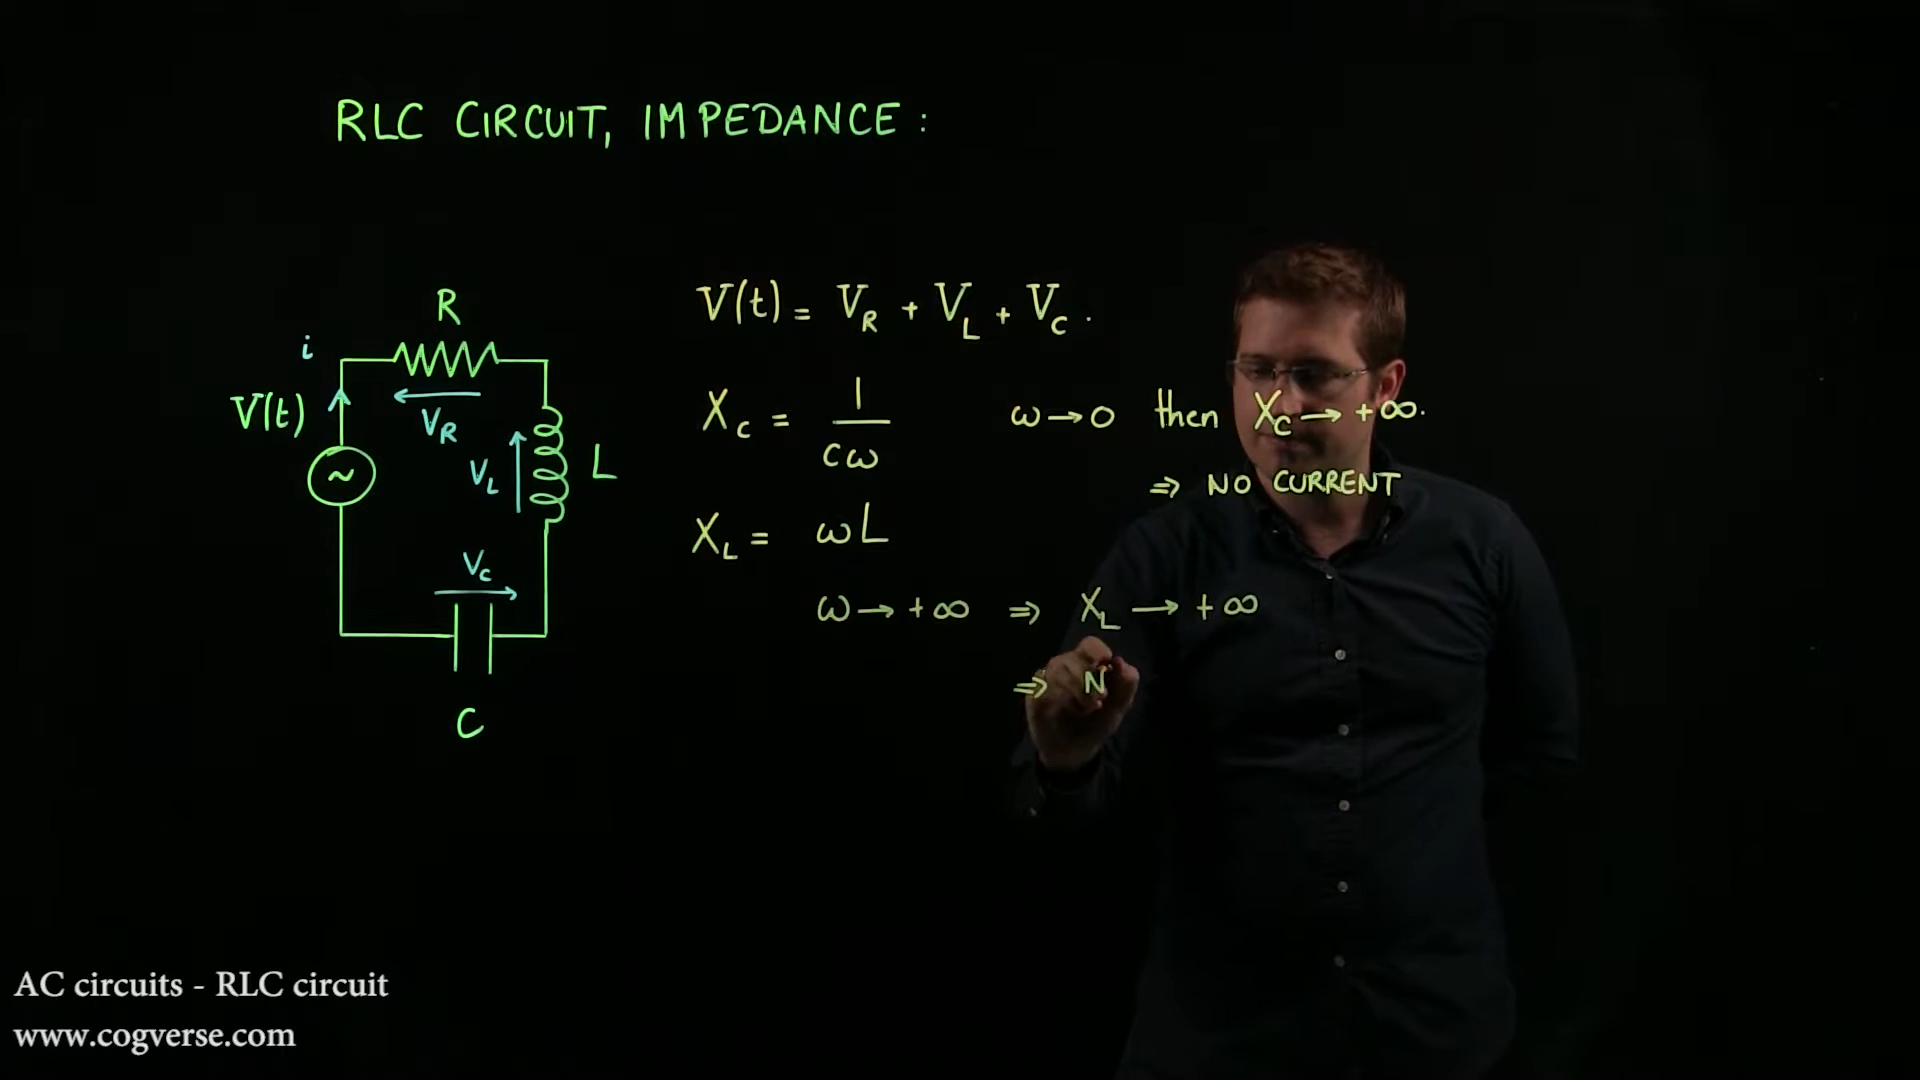 RLC CIRCUIT, IMPEDANCE :
R
i
V(t)
V_R
V_L
L
~
V_C
C
V(t) = V_R + V_L + V_C .
X_C = 1/Cω
ω → 0 then X_C → +∞.
⇒ NO CURRENT
X_L = ωL
ω → +∞ ⇒ X_L → +∞
⇒ N
AC circuits - RLC circuit
www.cogverse.com